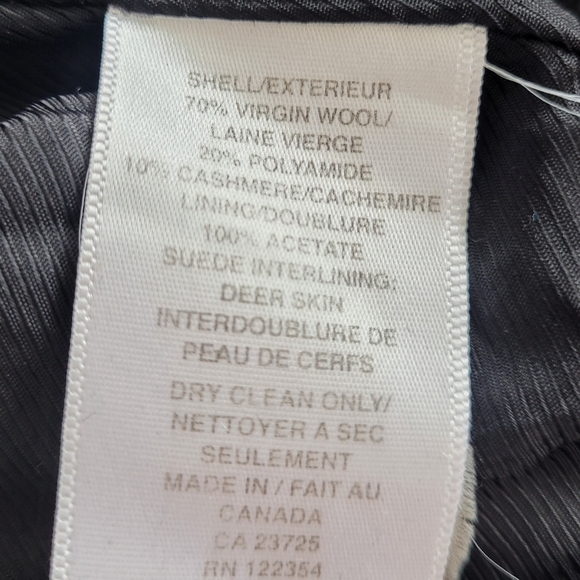 SHELL/EXTERIEUR
70% VIRGIN WOOL/
LAINE VIERGE
20% POLYAMIDE
10% CASHMERE/CACHEMIRE
LINING/DOUBLURE
100% ACETATE
SUEDE INTERLINING:
DEER SKIN
INTERDOUBLURE DE
PEAU DE CERFS
DRY CLEAN ONLY/
NETTOYER A SEC
SEULEMENT
MADE IN / FAIT AU
CANADA
CA 23725
RN 122354